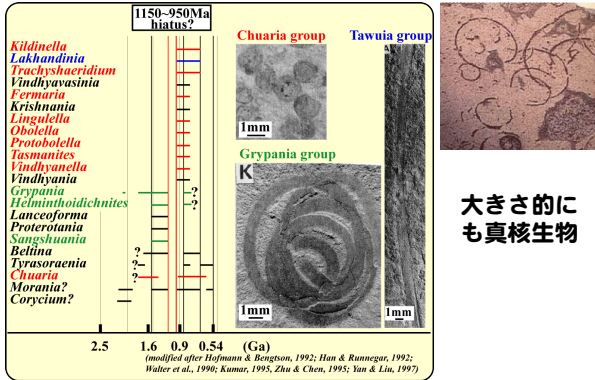 1150~950Ma
hiatus?
Kildinella
Lakhandinia
Trachyshaeridium
Vindhyavasinia
Fermaria
Krishnania
Lingulella
Obolella
Protobolella
Tasmanites
Vindhyanella
Vindhyania
Grypania
?
Helminthoidichnites
?
Lanceoforma
Proterotania
Sangshuania
Beltina
?
Tyrasoraenia
?
Chuaria
?
Morania?
Corycium?
2.5
1.6
0.9
0.54
(Ga)
Chuaria group
1mm
Grypania group
K
1mm
Tawuia group
A
1mm
(modified after Hofmann & Bengtson, 1992; Han & Runnegar, 1992;
Walter et al., 1990; Kumar, 1995, Zhu & Chen, 1995; Yan & Liu, 1997)
大きさ的に
も真核生物